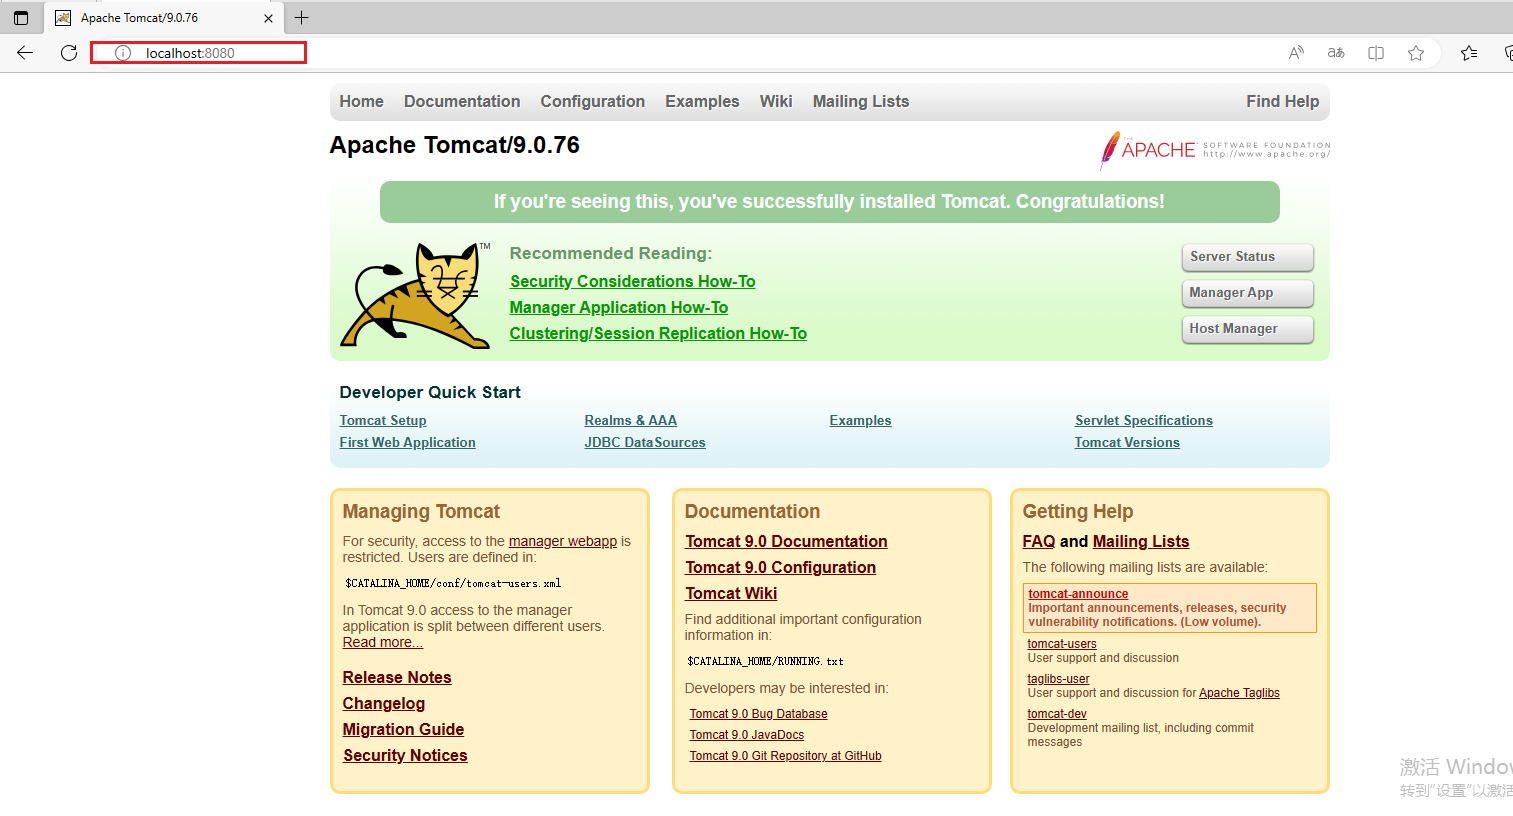 Apache Tomcat/9.0.76
localhost:8080
Home Documentation Configuration Examples Wiki Mailing Lists Find Help
Apache Tomcat/9.0.76
THE
APACHE SOFTWARE FOUNDATION
http://www.apache.org/
If you're seeing this, you've successfully installed Tomcat. Congratulations!
TM
Recommended Reading:
Security Considerations How-To
Manager Application How-To
Clustering/Session Replication How-To
Server Status
Manager App
Host Manager
Developer Quick Start
Tomcat Setup
First Web Application
Realms & AAA
JDBC DataSources
Examples
Servlet Specifications
Tomcat Versions
Managing Tomcat
For security, access to the manager webapp is
restricted. Users are defined in:
$CATALINA_HOME/conf/tomcat-users.xml
In Tomcat 9.0 access to the manager
application is split between different users.
Read more...
Release Notes
Changelog
Migration Guide
Security Notices
Documentation
Tomcat 9.0 Documentation
Tomcat 9.0 Configuration
Tomcat Wiki
Find additional important configuration
information in:
$CATALINA_HOME/RUNNING.txt
Developers may be interested in:
Tomcat 9.0 Bug Database
Tomcat 9.0 JavaDocs
Tomcat 9.0 Git Repository at GitHub
Getting Help
FAQ and Mailing Lists
The following mailing lists are available:
tomcat-announce
Important announcements, releases, security
vulnerability notifications. (Low volume).
tomcat-users
User support and discussion
taglibs-user
User support and discussion for Apache Taglibs
tomcat-dev
Development mailing list, including commit
messages
激活 Window
转到"设置"以激活